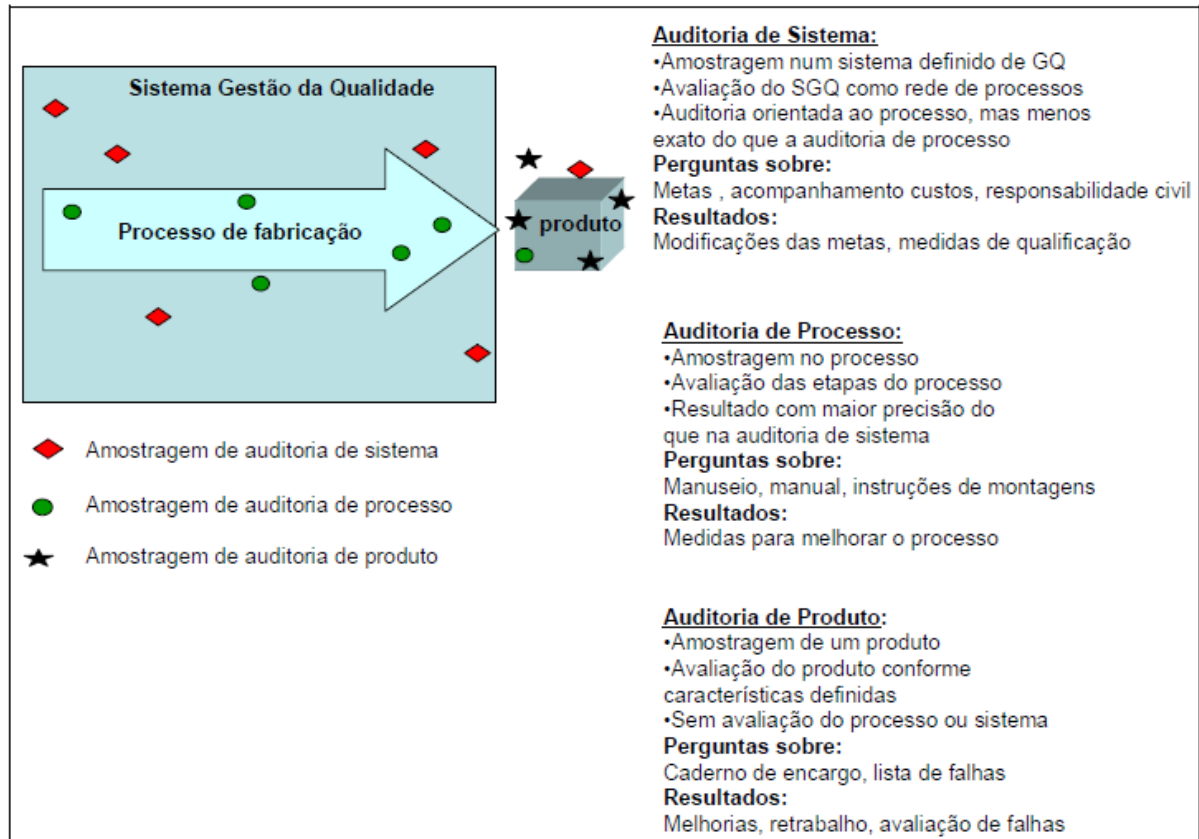 Sistema Gestão da Qualidade
Processo de fabricação
produto
Amostragem de auditoria de sistema
Amostragem de auditoria de processo
Amostragem de auditoria de produto
Auditoria de Sistema:
•Amostragem num sistema definido de GQ
•Avaliação do SGQ como rede de processos
•Auditoria orientada ao processo, mas menos
exato do que a auditoria de processo
Perguntas sobre:
Metas , acompanhamento custos, responsabilidade civil
Resultados:
Modificações das metas, medidas de qualificação
Auditoria de Processo:
•Amostragem no processo
•Avaliação das etapas do processo
•Resultado com maior precisão do
que na auditoria de sistema
Perguntas sobre:
Manuseio, manual, instruções de montagens
Resultados:
Medidas para melhorar o processo
Auditoria de Produto:
•Amostragem de um produto
•Avaliação do produto conforme
características definidas
•Sem avaliação do processo ou sistema
Perguntas sobre:
Caderno de encargo, lista de falhas
Resultados:
Melhorias, retrabalho, avaliação de falhas